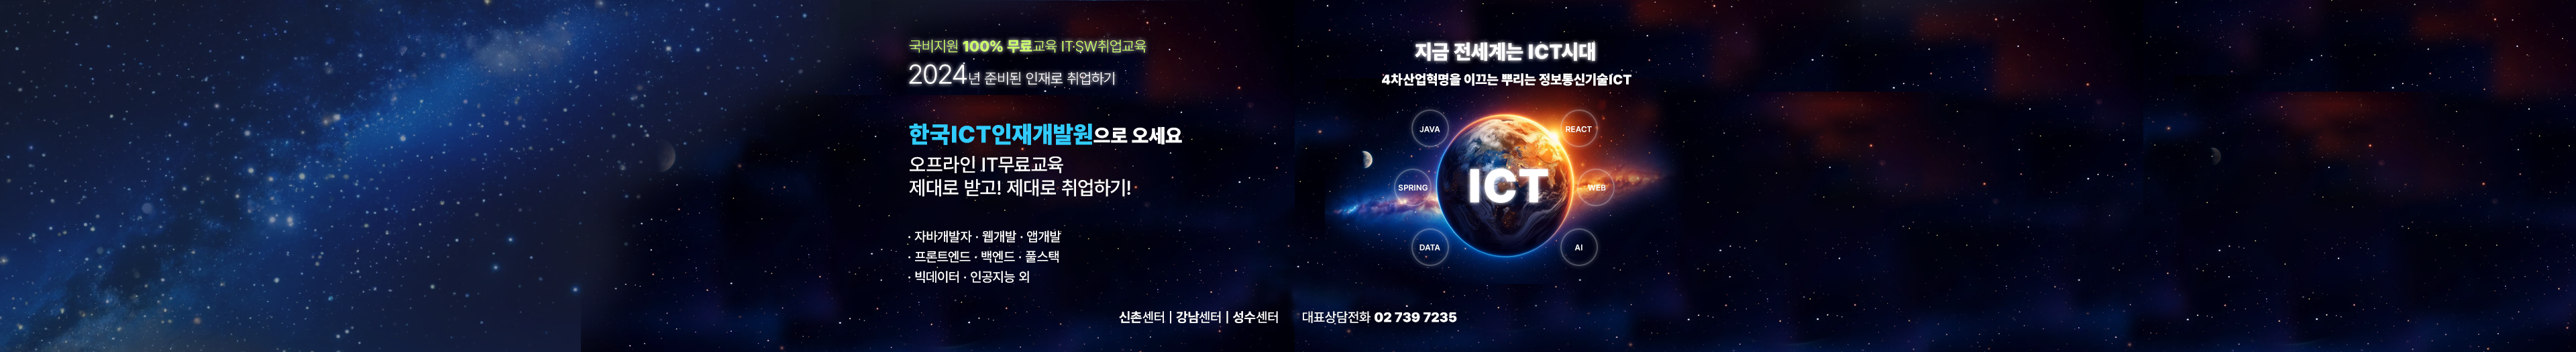 국비지원 100% 무료교육 IT·SW취업교육
2024년 준비된 인재로 취업하기
한국ICT인재개발원으로 오세요
오프라인 IT무료교육
제대로 받고! 제대로 취업하기!
· 자바개발자 · 웹개발 · 앱개발
· 프론트엔드 · 백엔드 · 풀스택
· 빅데이터 · 인공지능 외
지금 전세계는 ICT시대
4차산업혁명을 이끄는 뿌리는 정보통신기술ICT
JAVA
REACT
SPRING
ICT
WEB
DATA
AI
신촌센터 | 강남센터 | 성수센터 대표상담전화 02 739 7235